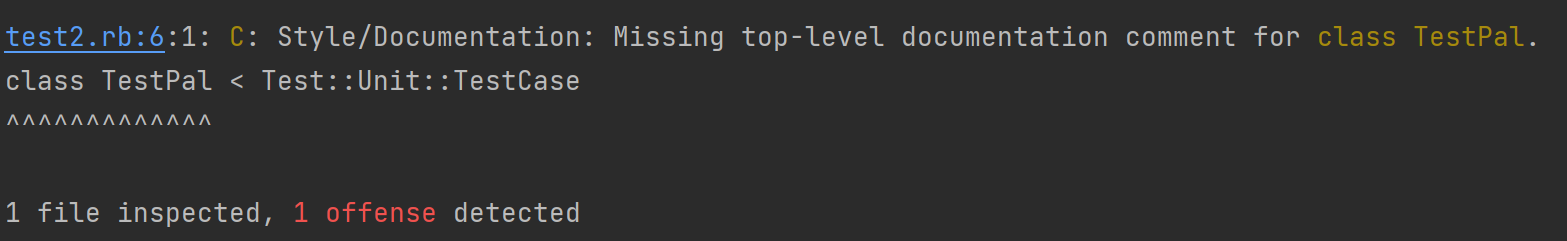 test2.rb:6:1: C: Style/Documentation: Missing top-level documentation comment for class TestPal.
class TestPal < Test::Unit::TestCase
^^^^^^^^^^^^^
1 file inspected, 1 offense detected